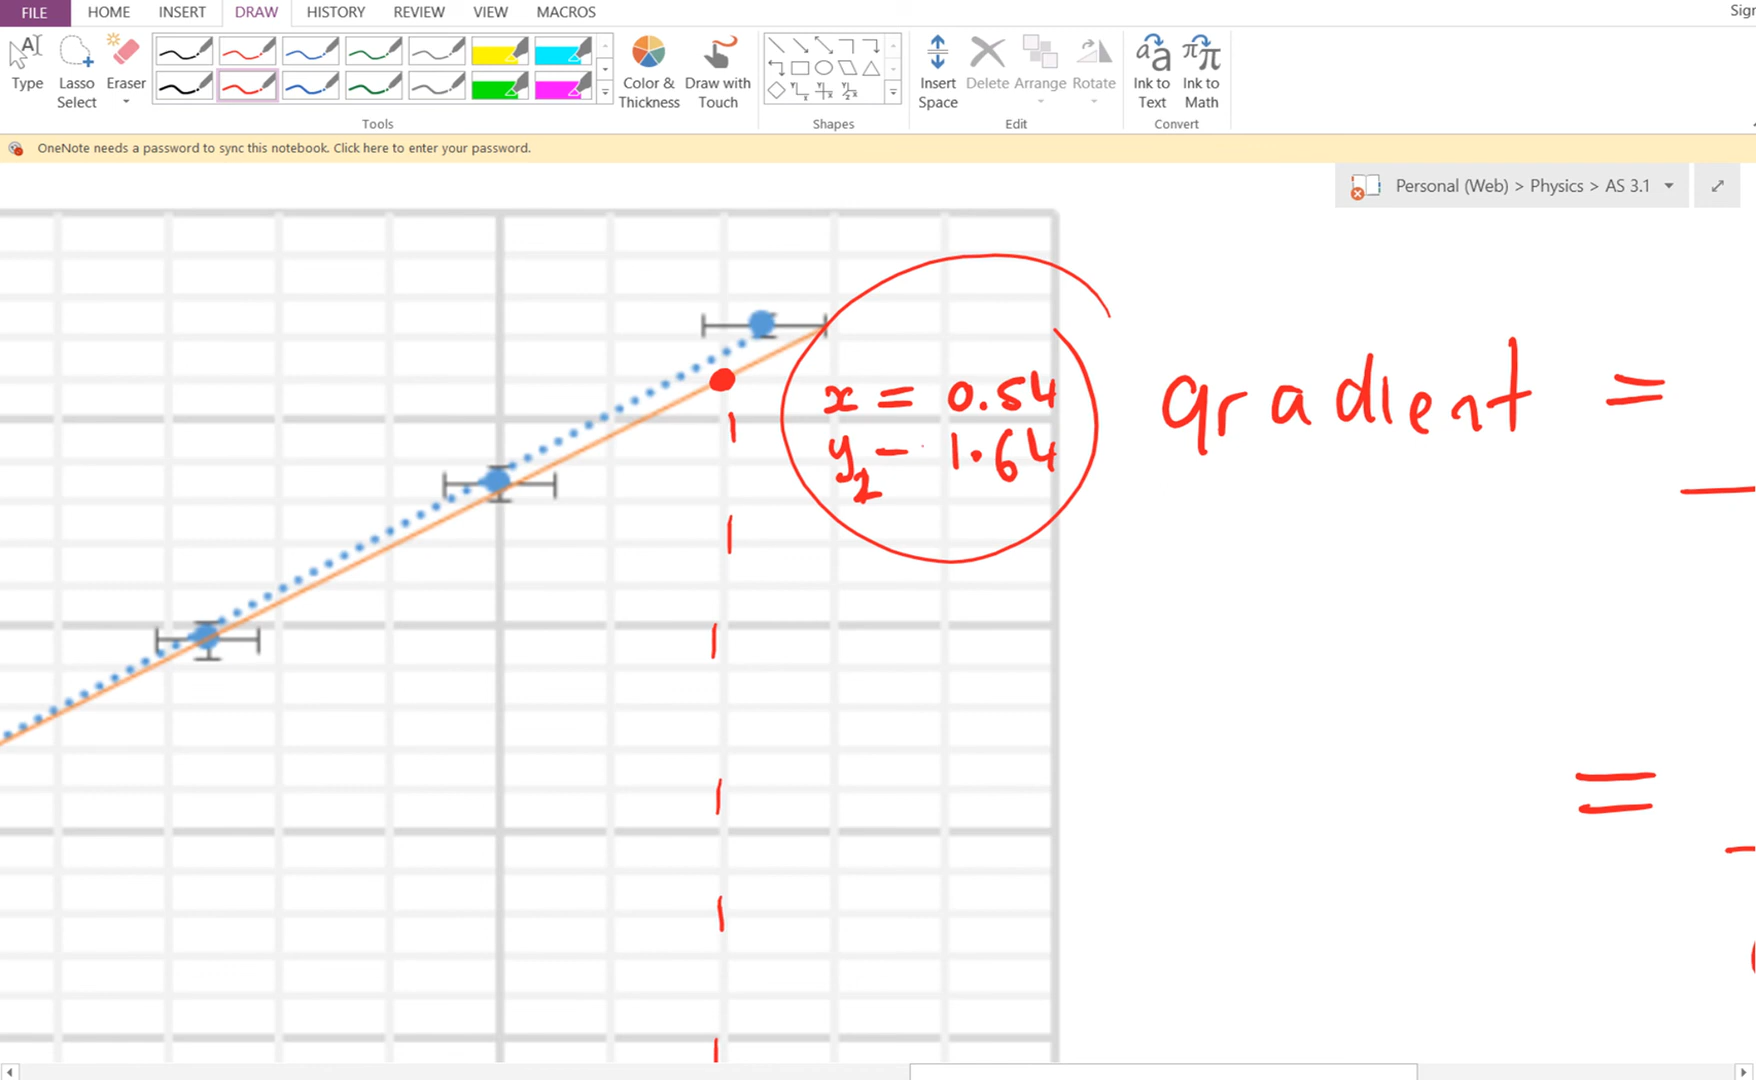 FILE HOME INSERT DRAW HISTORY REVIEW VIEW MACROS
Type
Lasso Select
Eraser
Color & Thickness
Draw with Touch
Insert Space
Delete
Arrange
Rotate
Ink to Text
Ink to Math
Tools
Shapes
Edit
Convert
OneNote needs a password to sync this notebook. Click here to enter your password.
Personal (Web) > Physics > AS 3.1
x = 0.54
y₂ - 1.64
gradient =
=